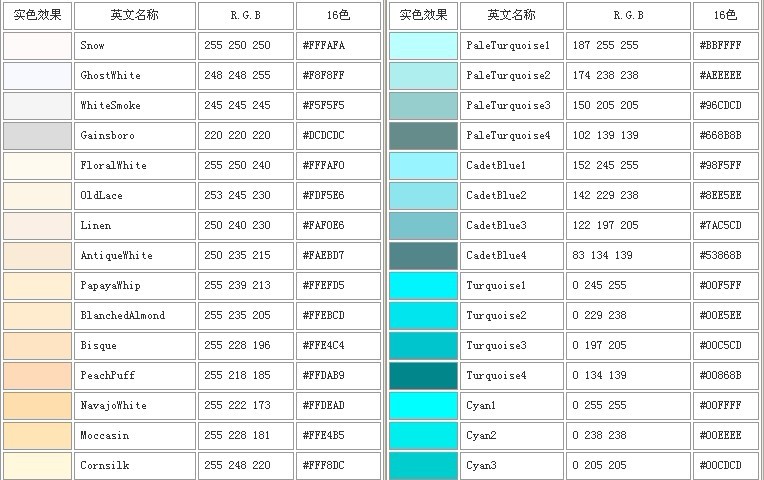 实色效果 英文名称 R.G.B 16色 实色效果 英文名称 R.G.B 16色
Snow 255 250 250 #FFFAFA PaleTurquoise1 187 255 255 #BBFFFF
GhostWhite 248 248 255 #F8F8FF PaleTurquoise2 174 238 238 #AEEEEE
WhiteSmoke 245 245 245 #F5F5F5 PaleTurquoise3 150 205 205 #96CDCD
Gainsboro 220 220 220 #DCDCDC PaleTurquoise4 102 139 139 #668B8B
FloralWhite 255 250 240 #FFFAF0 CadetBlue1 152 245 255 #98F5FF
OldLace 253 245 230 #FDF5E6 CadetBlue2 142 229 238 #8EE5EE
Linen 250 240 230 #FAF0E6 CadetBlue3 122 197 205 #7AC5CD
AntiqueWhite 250 235 215 #FAEBD7 CadetBlue4 83 134 139 #53868B
PapayaWhip 255 239 213 #FFEFD5 Turquoise1 0 245 255 #00F5FF
BlanchedAlmond 255 235 205 #FFEBCD Turquoise2 0 229 238 #00E5EE
Bisque 255 228 196 #FFE4C4 Turquoise3 0 197 205 #00C5CD
PeachPuff 255 218 185 #FFDAB9 Turquoise4 0 134 139 #00868B
NavajoWhite 255 222 173 #FFDEAD Cyan1 0 255 255 #00FFFF
Moccasin 255 228 181 #FFE4B5 Cyan2 0 238 238 #00EEEE
Cornsilk 255 248 220 #FFF8DC Cyan3 0 205 205 #00CDCD